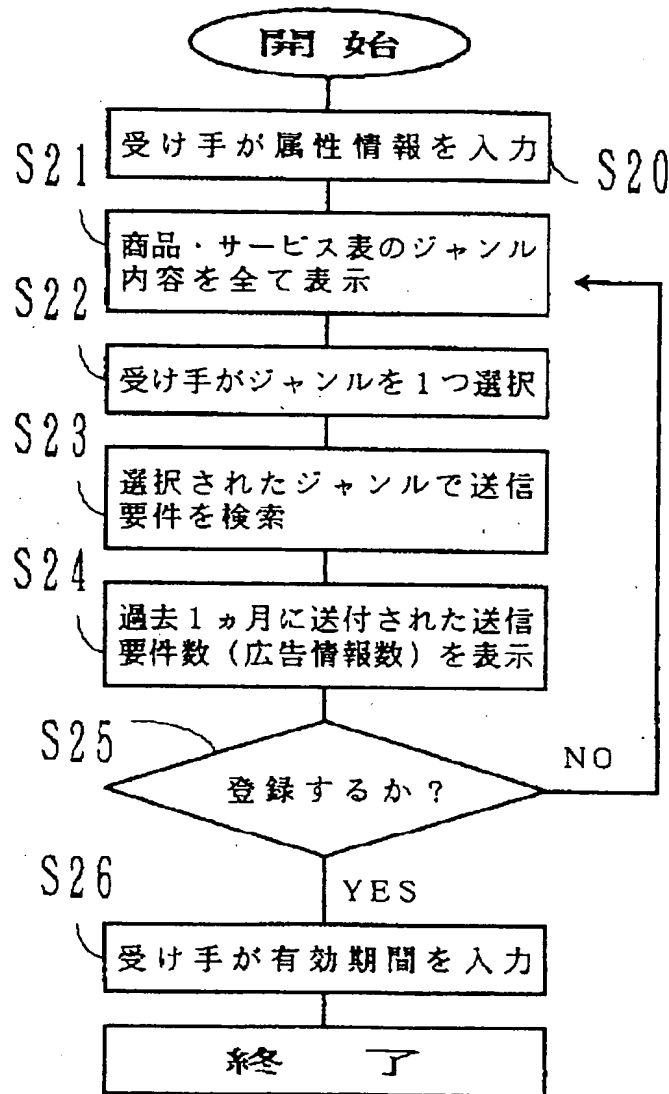 開始
受け手が属性情報を入力
S20
S21
商品・サービス表のジャンル
内容を全て表示
S22
受け手がジャンルを1つ選択
S23
選択されたジャンルで送信
要件を検索
S24
過去1ヵ月に送付された送信
要件数(広告情報数)を表示
S25
登録するか?
NO
YES
S26
受け手が有効期間を入力
終了